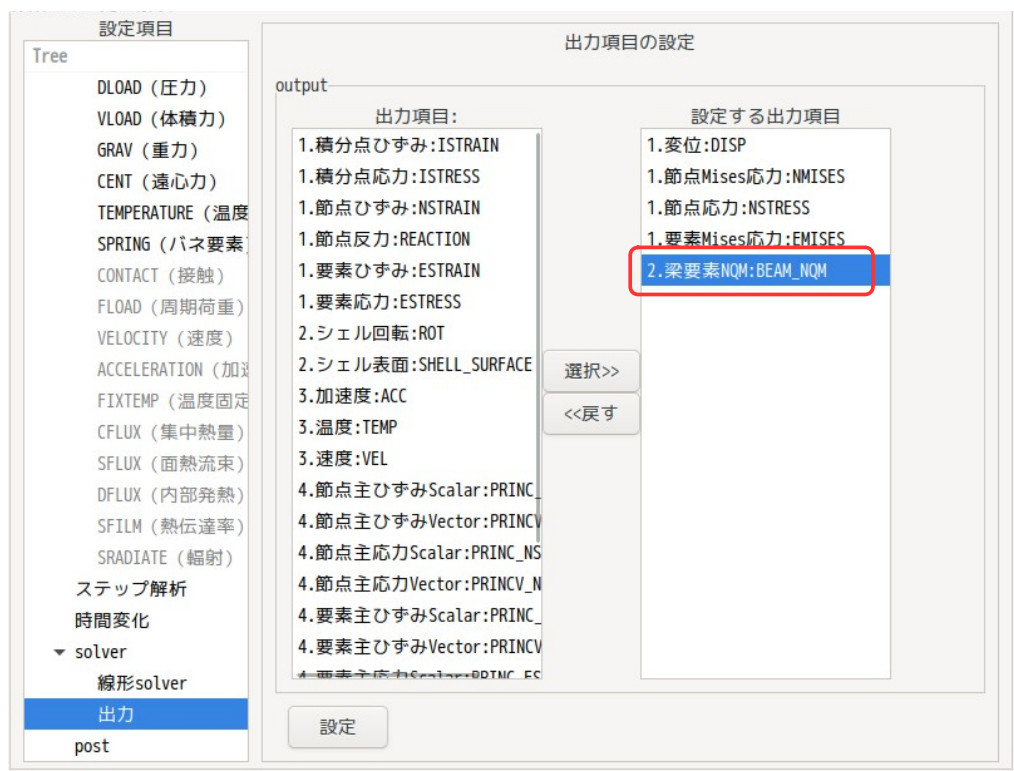 設定項目
Tree
DLOAD (圧力)
VLOAD (体積力)
GRAV (重力)
CENT (遠心力)
TEMPERATURE (温度
SPRING (バネ要素)
CONTACT (接触)
FLOAD (周期荷重)
VELOCITY (速度)
ACCELERATION (加速
FIXTEMP (温度固定
CFLUX (集中熱量)
SFLUX (面熱流束)
DFLUX (内部発熱)
SFILM (熱伝達率)
SRADIATE (輻射)
ステップ解析
時間変化
solver
線形solver
出力
post
出力項目の設定
output
出力項目:
1.積分点ひずみ:ISTRAIN
1.積分点応力:ISTRESS
1.節点ひずみ:NSTRAIN
1.節点反力:REACTION
1.要素ひずみ:ESTRAIN
1.要素応力:ESTRESS
2.シェル回転:ROT
2.シェル表面:SHELL_SURFACE
3.加速度:ACC
3.温度:TEMP
3.速度:VEL
4.節点主ひずみScalar:PRINC_
4.節点主ひずみVector:PRINCV
4.節点主応力Scalar:PRINC_NS
4.節点主応力Vector:PRINCV_N
4.要素主ひずみScalar:PRINC_
4.要素主ひずみVector:PRINCV
4.要素主応力Scalar:PRINC_ES
選択>>
<<戻す
設定する出力項目
1.変位:DISP
1.節点Mises応力:NMISES
1.節点応力:NSTRESS
1.要素Mises応力:EMISES
2.梁要素NQM:BEAM_NQM
設定